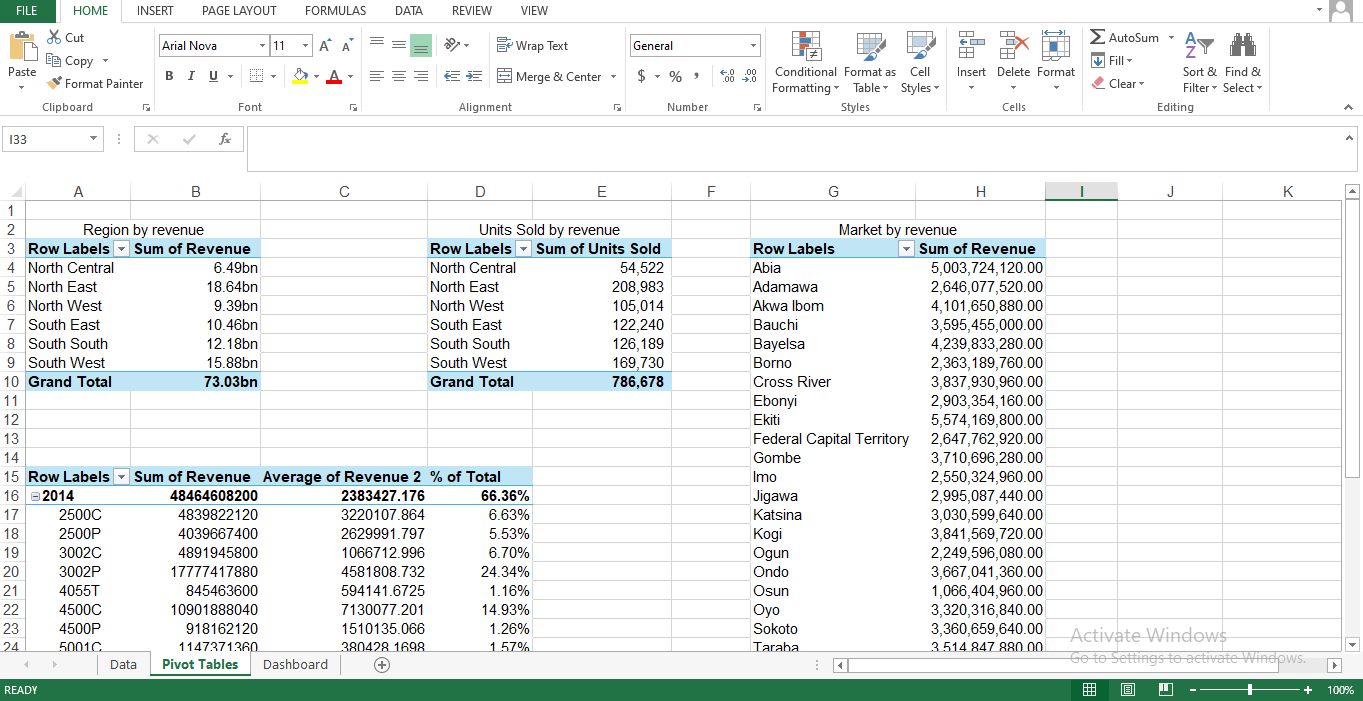 FILE HOME INSERT PAGE LAYOUT FORMULAS DATA REVIEW VIEW
Cut
Copy
Format Painter
Paste
Clipboard
Arial Nova 11 A A
B I U A
Font
Wrap Text
Merge & Center
Alignment
General
$ % , .00 .0
Number
Conditional Formatting Format as Table Cell Styles
Styles
Insert Delete Format
Cells
AutoSum
Fill
Clear
Sort & Filter Find & Select
Editing
I33 fx
A B C D E F G H I J K
1
2 Region by revenue Units Sold by revenue Market by revenue
3 Row Labels Sum of Revenue Row Labels Sum of Units Sold Row Labels Sum of Revenue
4 North Central 6.49bn North Central 54,522 Abia 5,003,724,120.00
5 North East 18.64bn North East 208,983 Adamawa 2,646,077,520.00
6 North West 9.39bn North West 105,014 Akwa Ibom 4,101,650,880.00
7 South East 10.46bn South East 122,240 Bauchi 3,595,455,000.00
8 South South 12.18bn South South 126,189 Bayelsa 4,239,833,280.00
9 South West 15.88bn South West 169,730 Borno 2,363,189,760.00
10 Grand Total 73.03bn Grand Total 786,678 Cross River 3,837,930,960.00
11 Ebonyi 2,903,354,160.00
12 Ekiti 5,574,169,800.00
13 Federal Capital Territory 2,647,762,920.00
14 Gombe 3,710,696,280.00
15 Row Labels Sum of Revenue Average of Revenue 2 % of Total Imo 2,550,324,960.00
16 2014 48464608200 2383427.176 66.36% Jigawa 2,995,087,440.00
17 2500C 4839822120 3220107.864 6.63% Katsina 3,030,599,640.00
18 2500P 4039667400 2629991.797 5.53% Kogi 3,841,569,720.00
19 3002C 4891945800 1066712.996 6.70% Ogun 2,249,596,080.00
20 3002P 17777417880 4581808.732 24.34% Ondo 3,667,041,360.00
21 4055T 845463600 594141.6725 1.16% Osun 1,066,404,960.00
22 4500C 10901888040 7130077.201 14.93% Oyo 3,320,316,840.00
23 4500P 918162120 1510135.066 1.26% Sokoto 3,360,659,640.00
24 5001C 1147371360 380428.1698 1.57% Taraba 3,514,847,880.00
Activate Windows
Go to Settings to activate Windows.
Data Pivot Tables Dashboard
READY 100%